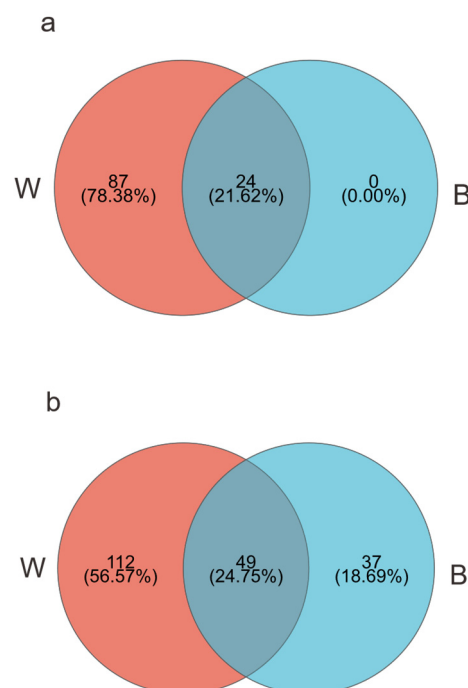 a
W
87
(78.38%)
24
(21.62%)
0
(0.00%)
B
b
W
112
(56.57%)
49
(24.75%)
37
(18.69%)
B